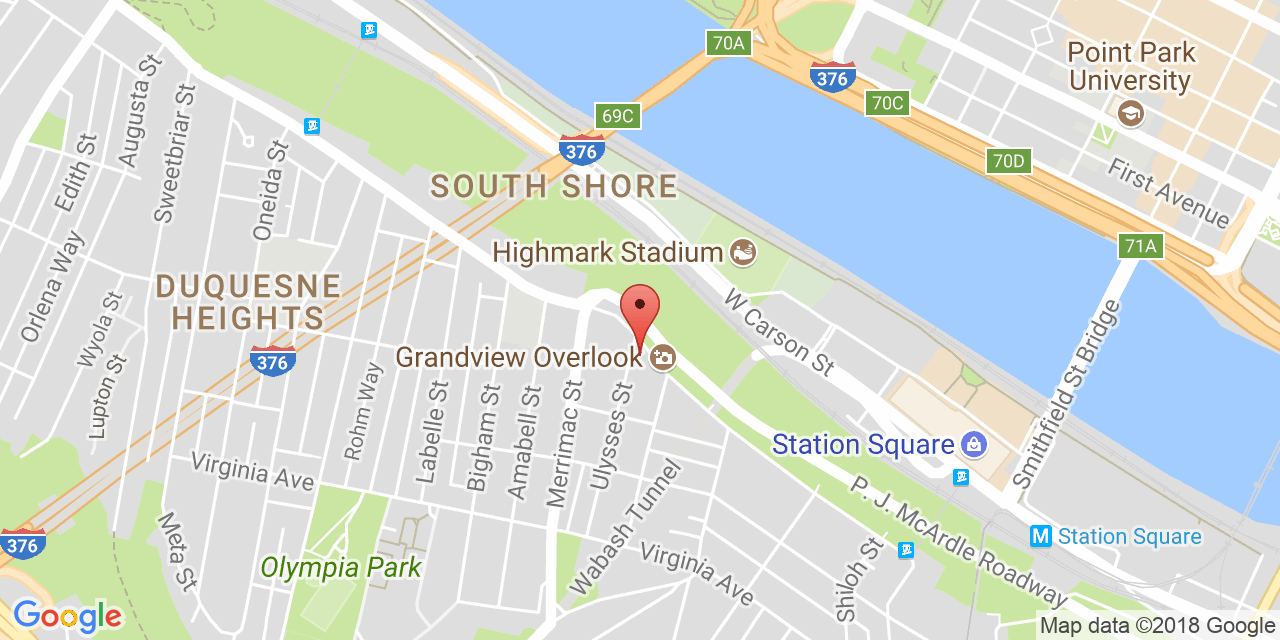 70A
Point Park
University
376
70C
69C
376
70D
First Avenue
Augusta St
Sweetbriar St
Edith St
Oneida St
SOUTH SHORE
71A
Highmark Stadium
Orlena Way
DUQUESNE
HEIGHTS
Wyola St
W Carson St
Smithfield St Bridge
376
Grandview Overlook
Lupton St
Rohm Way
Labelle St
Bigham St
Amabell St
Merrimac St
Ulysses St
Station Square
Virginia Ave
Wabash Tunnel
P. J. McArdle Roadway
Meta St
376
M Station Square
Olympia Park
Virginia Ave
Shiloh St
Google
Map data ©2018 Google